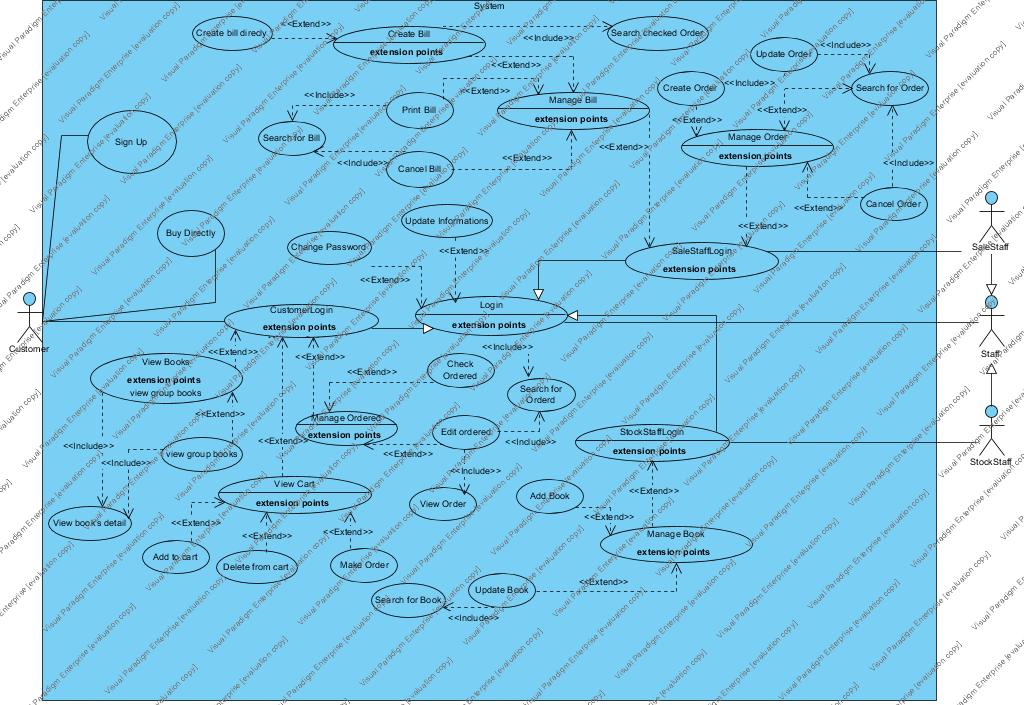 System
Create bill direcly
<<Extend>>
Create Bill
extension points
<<Include>>
Search checked Order
Update Order
<<Include>>
<<Extend>>
Create Order
<<Include>>
Search for Order
<<Include>>
Print Bill
<<Extend>>
Manage Bill
extension points
<<Extend>>
<<Extend>>
Sign Up
Search for Bill
Manage Order
extension points
<<Extend>>
<<Include>>
Cancel Bill
<<Extend>>
<<Include>>
Cancel Order
<<Extend>>
Update Informations
Buy Directly
Change Password
<<Extend>>
<<Extend>>
SaleStaffLogin
extension points
SaleStaff
<<Extend>>
CustomerLogin
extension points
Login
extension points
Customer
Staff
<<Extend>>
<<Extend>>
<<Include>>
View Books
extension points
view group books
Check
Ordered
<<Extend>>
Search for
Orderd
<<Extend>>
Manage Ordered
extension points
Edit ordered
<<Extend>>
<<Include>>
StockStaffLogin
extension points
StockStaff
<<Include>>
<<Include>>
view group books
<<Extend>>
<<Include>>
View Cart
extension points
View Order
Add Book
<<Extend>>
View book's detail
<<Extend>>
<<Extend>>
<<Extend>>
Manage Book
extension points
Add to cart
Delete from cart
Make Order
<<Extend>>
Search for Book
Update Book
<<Include>>
Visual Paradigm Enterprise [evaluation copy]